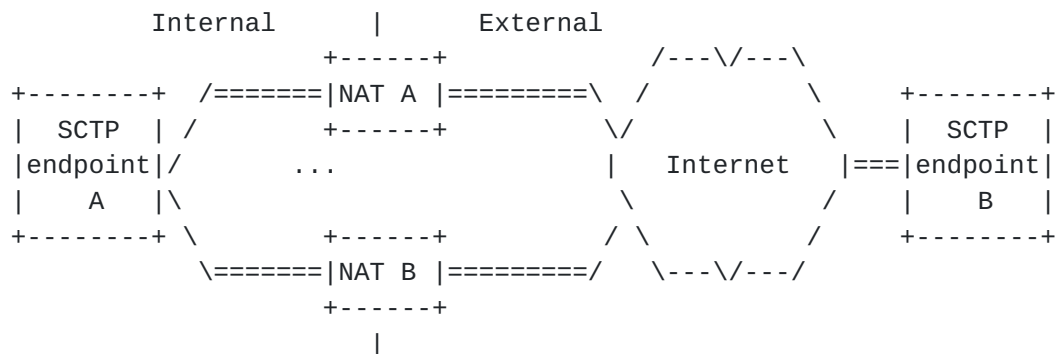 Internal | External
+------+ /---\/---\
+--------+ /=======|NAT A |=========\ / \ +--------+
| SCTP | / +------+ \/ \ | SCTP |
|endpoint|/ ... | Internet |===|endpoint|
| A |\ \ / | B |
+--------+ \ +------+ / \ / +--------+
\=======|NAT B |=========/ \---\/---/
+------+
|